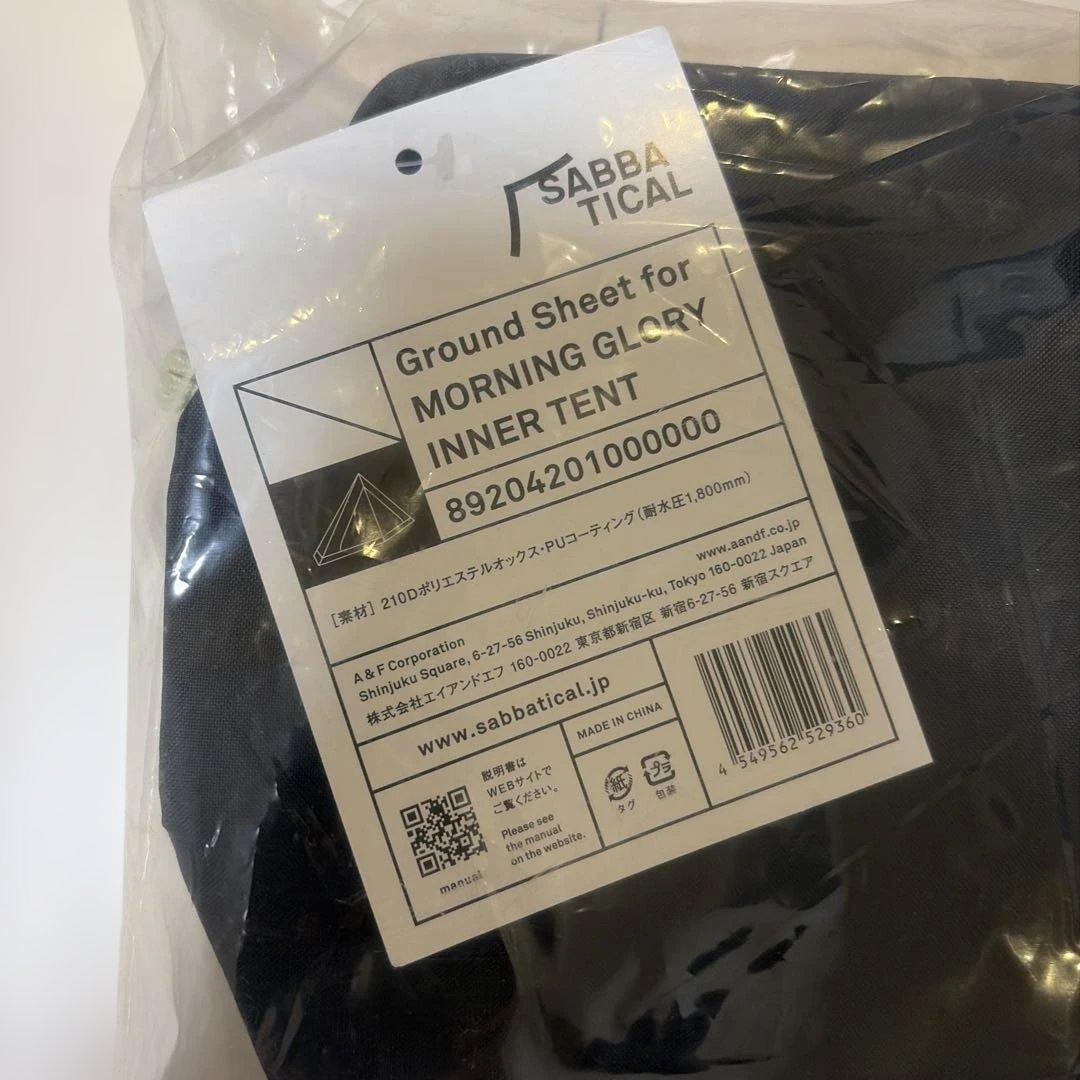 SABBA
TICAL
Ground Sheet for
MORNING GLORY
INNER TENT
89204201000000
[素材] 210Dポリエステルオックス・PUコーティング(耐水圧1,800mm)
www.aandf.co.jp
A & F Corporation
Shinjuku Square, 6-27-56 Shinjuku, Shinjuku-ku, Tokyo 160-0022 Japan
株式会社エイアンドエフ 160-0022 東京都新宿区 新宿6-27-56 新宿スクエア
www.sabbatical.jp
説明書は
WEBサイトで
ご覧ください。
Please see
the manual
on the website.
manual
MADE IN CHINA
紙
タグ
プラ
包装
4 549562 529360